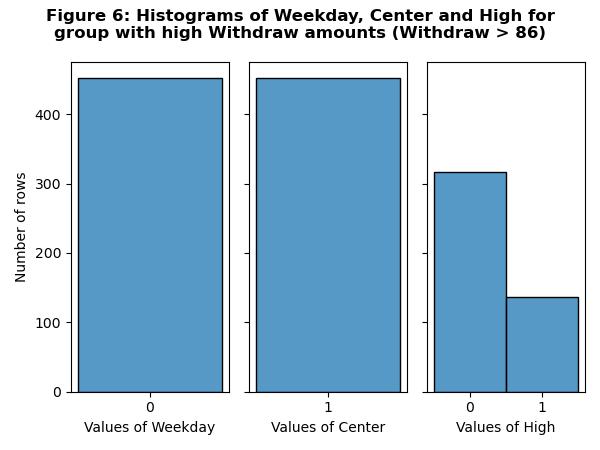 Figure 6: Histograms of Weekday, Center and High for
group with high Withdraw amounts (Withdraw > 86)
Number of rows
400
300
200
100
0
0
Values of Weekday
1
Values of Center
0 1
Values of High